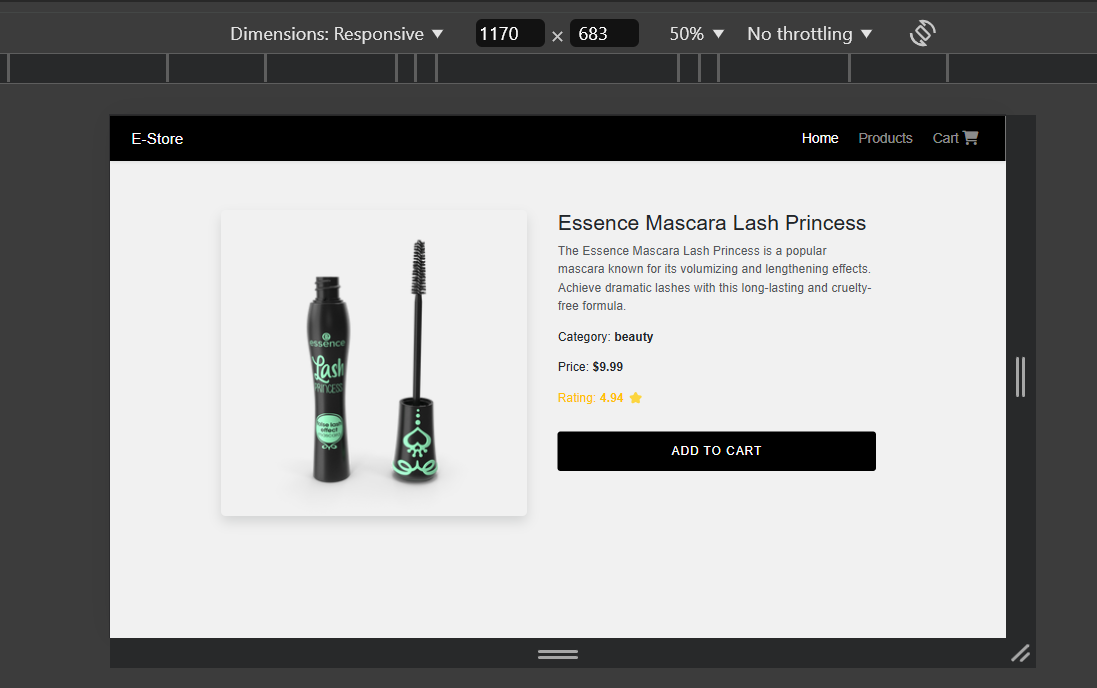 Dimensions: Responsive ▼ 1170 × 683 50% ▼ No throttling ▼
E-Store Home Products Cart
Essence Mascara Lash Princess
The Essence Mascara Lash Princess is a popular
mascara known for its volumizing and lengthening effects.
Achieve dramatic lashes with this long-lasting and cruelty-
free formula.
Category: beauty
Price: $9.99
Rating: 4.94
ADD TO CART
essence
Lash
PRINCESS
false lash
effect